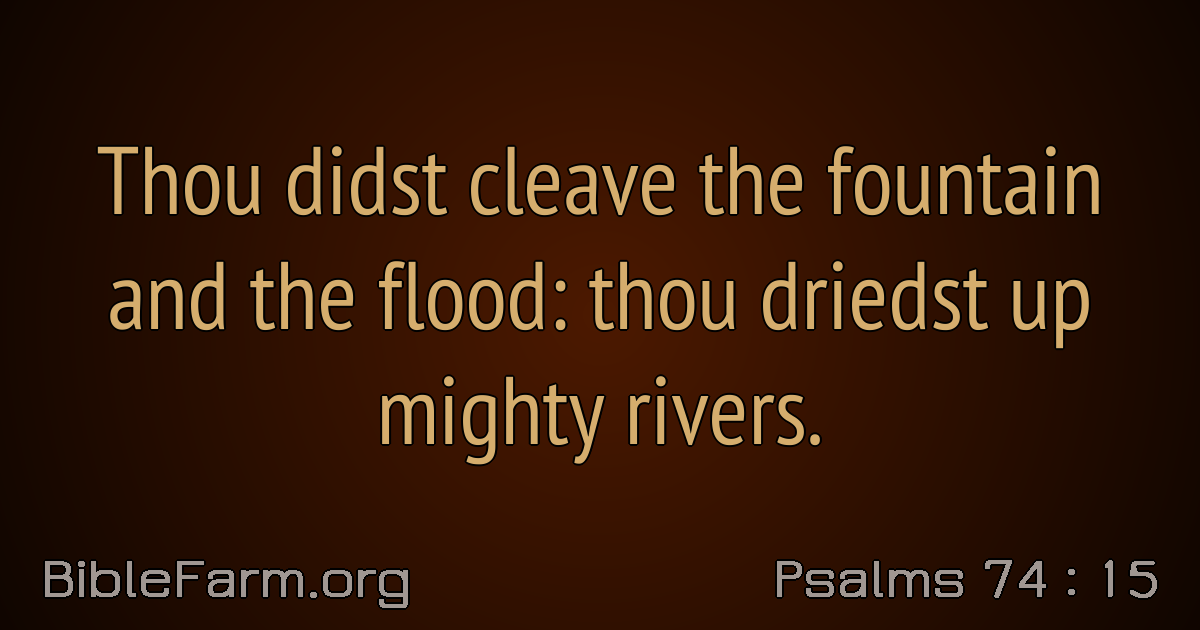 Thou didst cleave the fountain
and the flood: thou driedst up
mighty rivers.
BibleFarm.org
Psalms 74 : 15